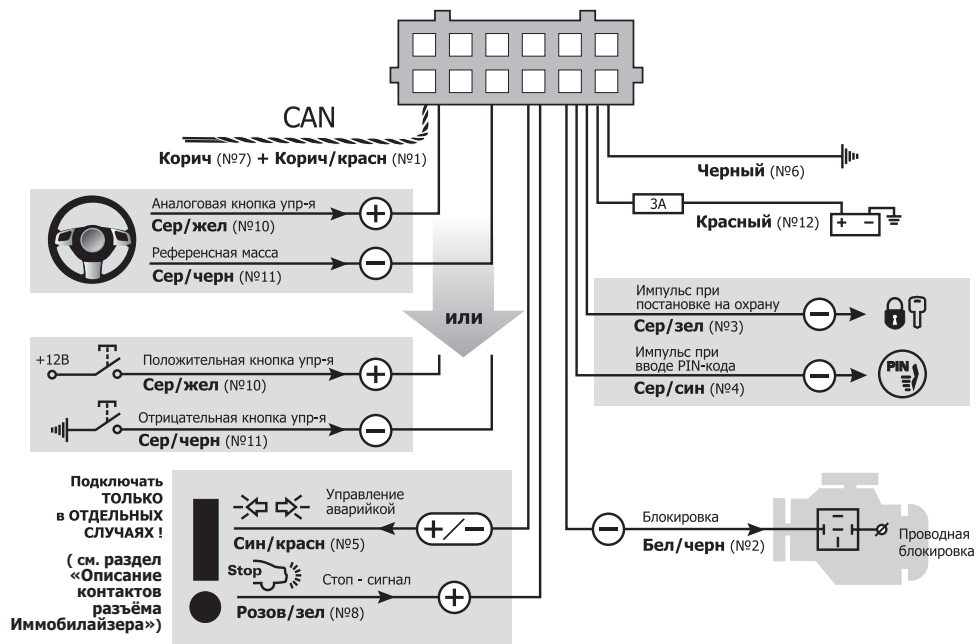 CAN
Корич (№7) + Корич/красн (№1)
Черный (№6)
3А
Красный (№12)
+ -
Аналоговая кнопка упр-я
Сер/жел (№10)
+
Референсная масса
Сер/черн (№11)
−
или
Импульс при
постановке на охрану
Сер/зел (№3)
−
Импульс при
вводе PIN-кода
Сер/син (№4)
−
PIN
+12В
Положительная кнопка упр-я
Сер/жел (№10)
+
Отрицательная кнопка упр-я
Сер/черн (№11)
−
Подключать
ТОЛЬКО
в ОТДЕЛЬНЫХ
СЛУЧАЯХ !
( см. раздел
«Описание
контактов
разъёма
Иммобилайзера»)
Управление
аварийкой
Син/красн (№5)
+/−
Stop
Стоп - сигнал
Розов/зел (№8)
+
−
Блокировка
Бел/черн (№2)
Проводная
блокировка